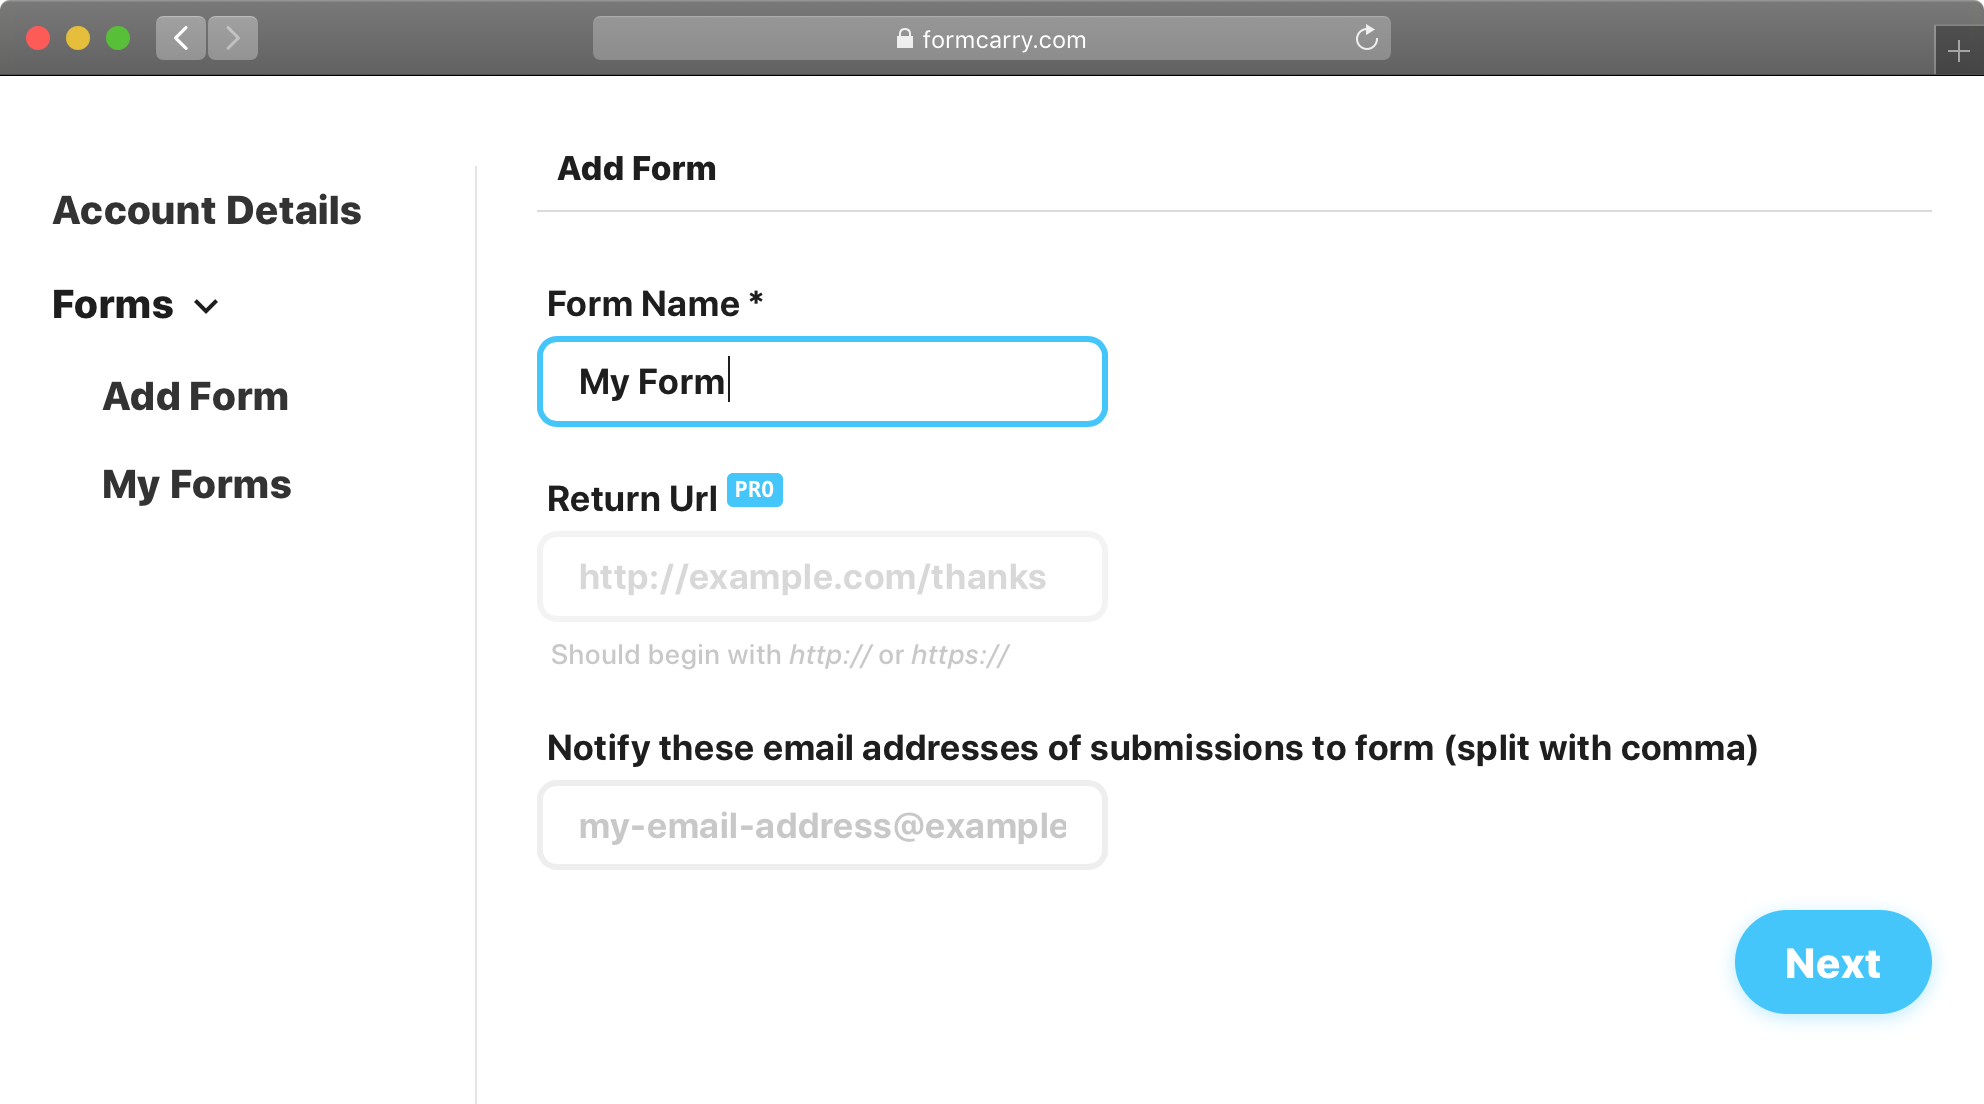 formcarry.com
Account Details
Forms
Add Form
My Forms
Add Form
Form Name *
My Form
Return Url PRO
http://example.com/thanks
Should begin with http:// or https://
Notify these email addresses of submissions to form (split with comma)
my-email-address@example
Next